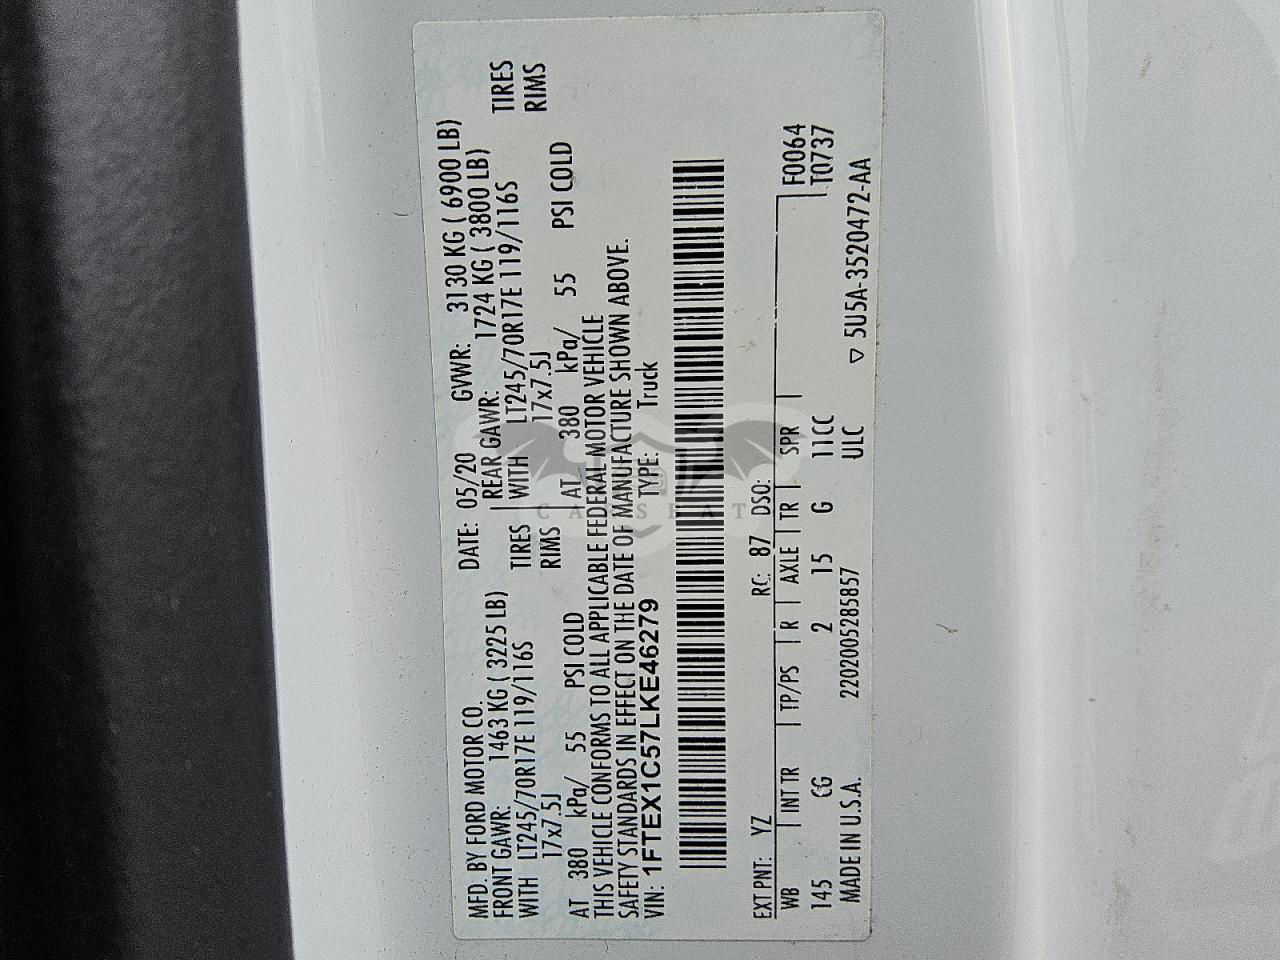 MFD. BY FORD MOTOR CO.
DATE: 05/20 GVWR: 3130 KG ( 6900 LB)
FRONT GAWR: 1463 KG ( 3225 LB) REAR GAWR: 1724 KG ( 3800 LB)
WITH LT245/70R17E 119/116S TIRES WITH LT245/70R17E 119/116S TIRES
17x7.5J RIMS 17x7.5J RIMS
AT 380 kPa/ 55 PSI COLD AT 380 kPa/ 55 PSI COLD
THIS VEHICLE CONFORMS TO ALL APPLICABLE FEDERAL MOTOR VEHICLE
SAFETY STANDARDS IN EFFECT ON THE DATE OF MANUFACTURE SHOWN ABOVE.
VIN: 1FTEX1C57LKE46279 TYPE: Truck
CARSEAT
EXT PNT: YZ RC: 87 DSO:
WB INT TR TP/PS R AXLE TR SPR F0064
145 CG 2 15 G 11CC T0737
MADE IN U.S.A. 2202005285857 ULC ▽ 5U5A-3520472-AA